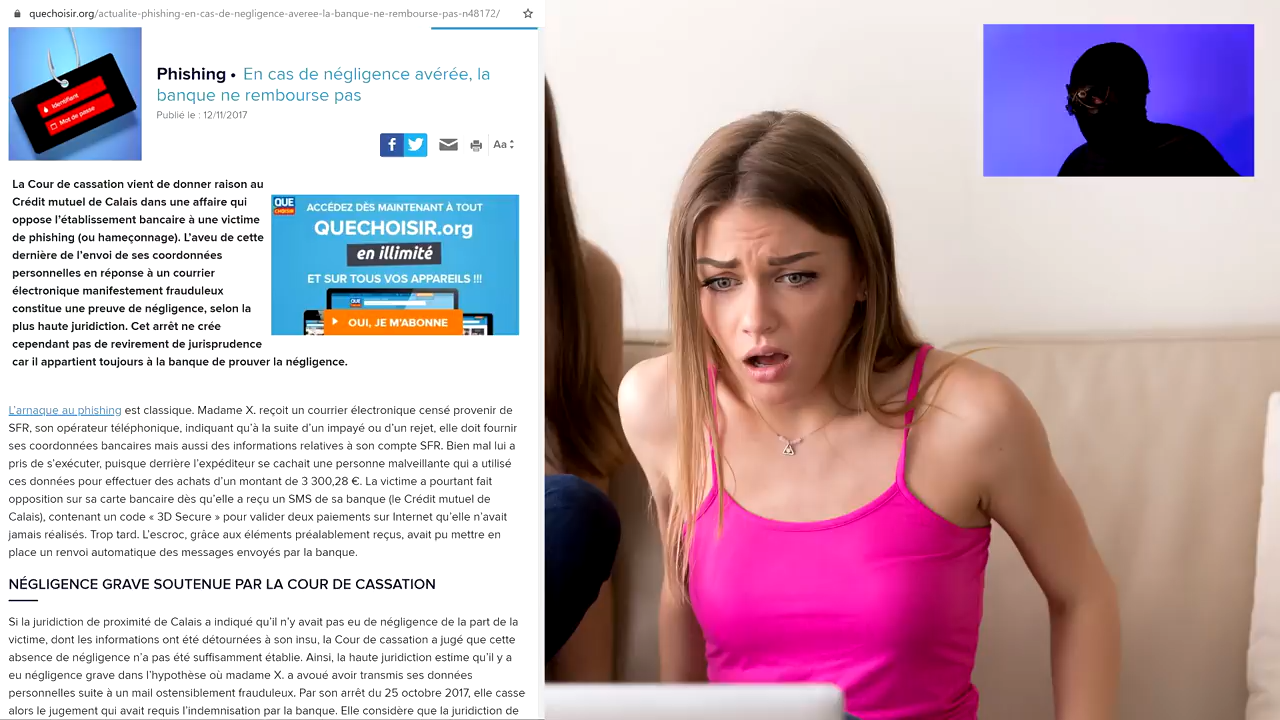 quechoisir.org/actualite-phishing-en-cas-de-negligence-averee-la-banque-ne-rembourse-pas-n48172/
Identifiant
Mot de passe
Phishing • En cas de négligence avérée, la
banque ne rembourse pas
Publié le : 12/11/2017
Aa
La Cour de cassation vient de donner raison au
Crédit mutuel de Calais dans une affaire qui
oppose l'établissement bancaire à une victime
de phishing (ou hameçonnage). L'aveu de cette
dernière de l'envoi de ses coordonnées
personnelles en réponse à un courrier
électronique manifestement frauduleux
constitue une preuve de négligence, selon la
plus haute juridiction. Cet arrêt ne crée
cependant pas de revirement de jurisprudence
car il appartient toujours à la banque de prouver la négligence.
QUE
CHOISIR
ACCÉDEZ DÈS MAINTENANT À TOUT
QUECHOISIR.org
en illimité
ET SUR TOUS VOS APPAREILS !!!
OUI, JE M'ABONNE
L'arnaque au phishing est classique. Madame X. reçoit un courrier électronique censé provenir de
SFR, son opérateur téléphonique, indiquant qu'à la suite d'un impayé ou d'un rejet, elle doit fournir
ses coordonnées bancaires mais aussi des informations relatives à son compte SFR. Bien mal lui a
pris de s'exécuter, puisque derrière l'expéditeur se cachait une personne malveillante qui a utilisé
ces données pour effectuer des achats d'un montant de 3 300,28 €. La victime a pourtant fait
opposition sur sa carte bancaire dès qu'elle a reçu un SMS de sa banque (le Crédit mutuel de
Calais), contenant un code « 3D Secure » pour valider deux paiements sur Internet qu'elle n'avait
jamais réalisés. Trop tard. L'escroc, grâce aux éléments préalablement reçus, avait pu mettre en
place un renvoi automatique des messages envoyés par la banque.
NÉGLIGENCE GRAVE SOUTENUE PAR LA COUR DE CASSATION
Si la juridiction de proximité de Calais a indiqué qu'il n'y avait pas eu de négligence de la part de la
victime, dont les informations ont été détournées à son insu, la Cour de cassation a jugé que cette
absence de négligence n'a pas été suffisamment établie. Ainsi, la haute juridiction estime qu'il y a
eu négligence grave dans l'hypothèse où madame X. a avoué avoir transmis ses données
personnelles suite à un mail ostensiblement frauduleux. Par son arrêt du 25 octobre 2017, elle casse
alors le jugement qui avait requis l'indemnisation par la banque. Elle considère que la juridiction de